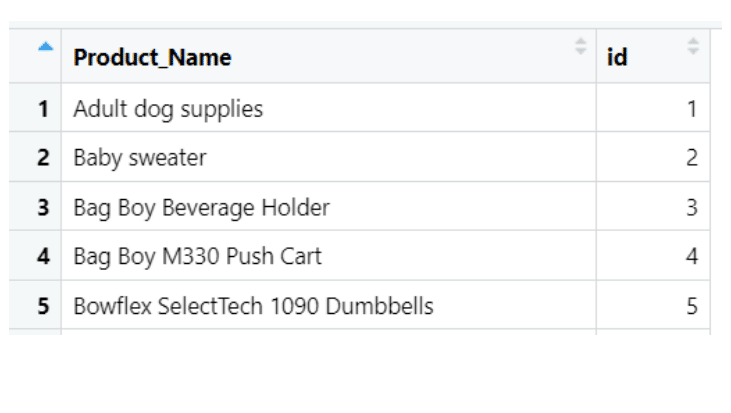 Product_Name id
1 Adult dog supplies 1
2 Baby sweater 2
3 Bag Boy Beverage Holder 3
4 Bag Boy M330 Push Cart 4
5 Bowflex SelectTech 1090 Dumbbells 5